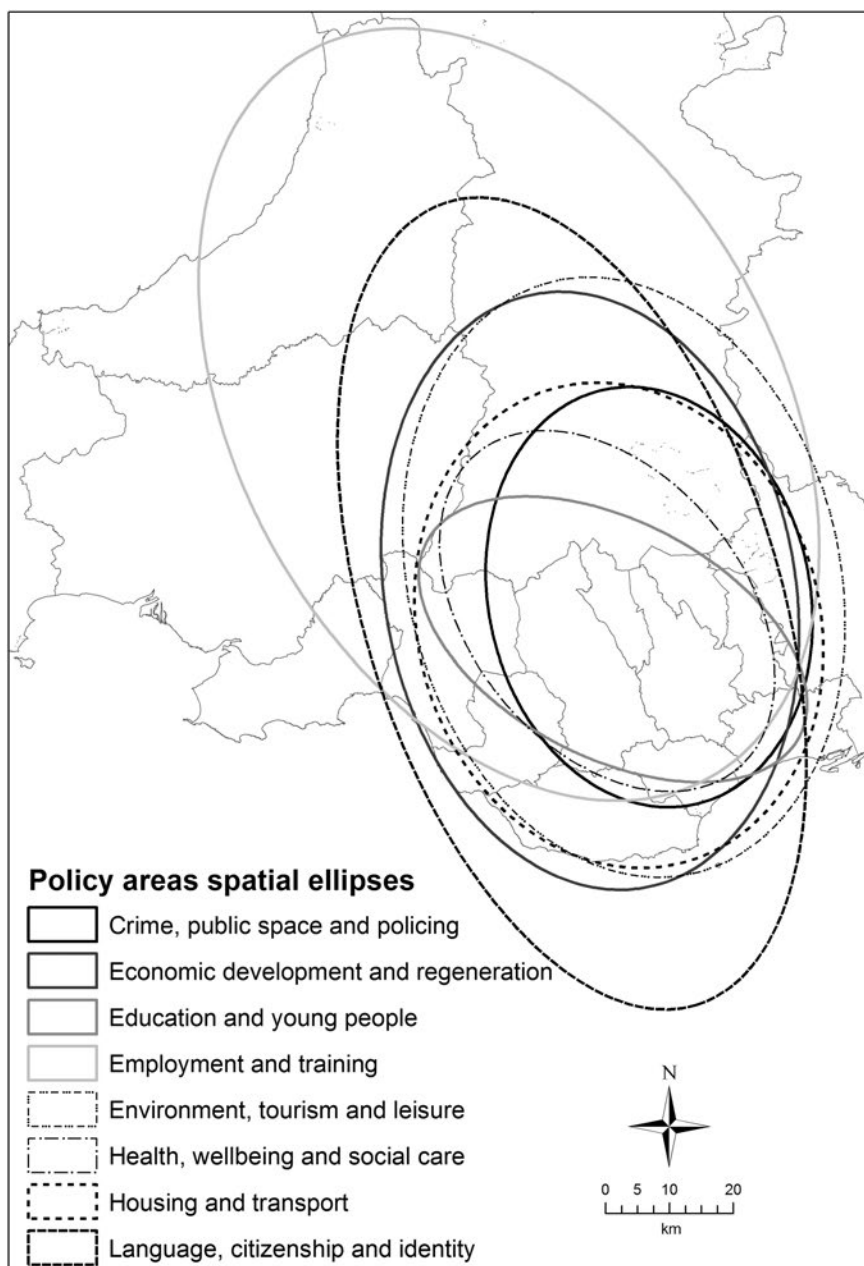 Policy areas spatial ellipses
Crime, public space and policing
Economic development and regeneration
Education and young people
Employment and training
Environment, tourism and leisure
Health, wellbeing and social care
Housing and transport
Language, citizenship and identity
N
0 5 10 20
km